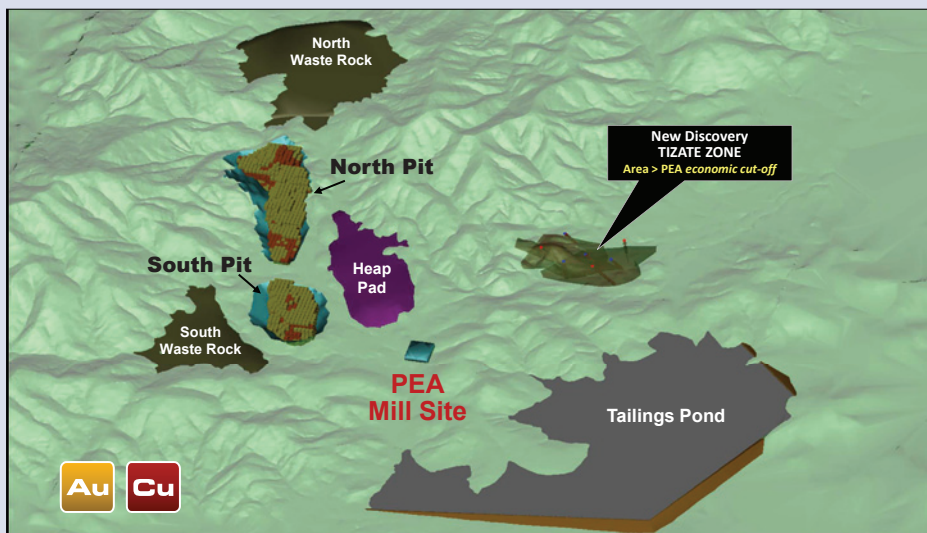 North
Waste Rock
New Discovery
TIZATE ZONE
Area > PEA economic cut-off
North Pit
South Pit
Heap
Pad
South
Waste Rock
PEA
Mill Site
Tailings Pond
Au
Cu